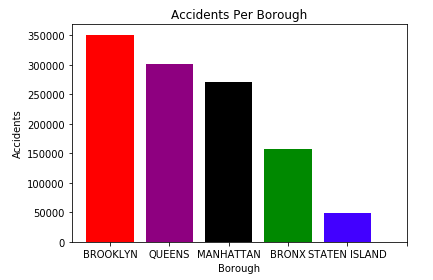 Accidents Per Borough
350000
300000
250000
200000
150000
100000
50000
0
Accidents
BROOKLYN QUEENS MANHATTAN BRONX STATEN ISLAND
Borough